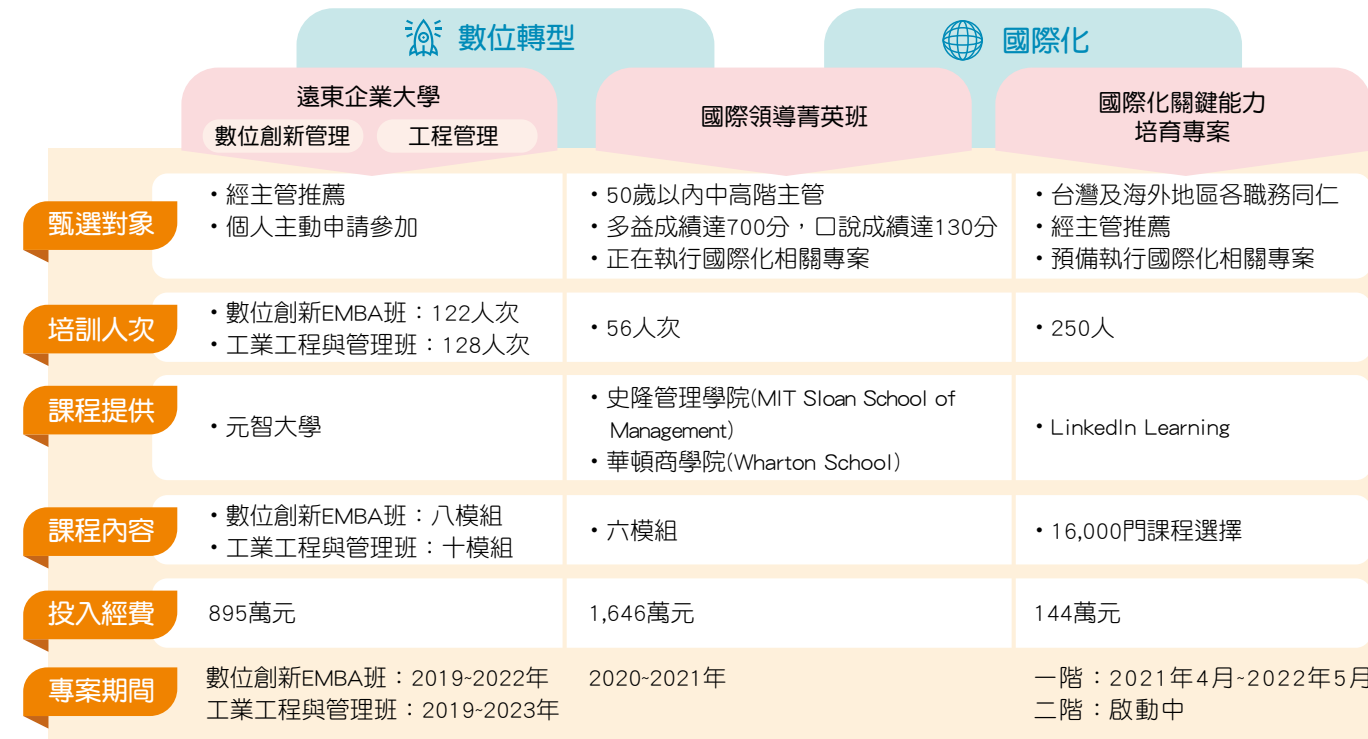 數位轉型
國際化
遠東企業大學
數位創新管理
工程管理
國際領導菁英班
國際化關鍵能力
培育專案
甄選對象
・經主管推薦
・個人主動申請參加
・50歲以內中高階主管
・多益成績達700分，口說成績達130分
・正在執行國際化相關專案
・台灣及海外地區各職務同仁
・經主管推薦
・預備執行國際化相關專案
培訓人次
・數位創新EMBA班：122人次
・工業工程與管理班：128人次
・56人次
・250人
課程提供
・元智大學
・史隆管理學院(MIT Sloan School of
Management)
・華頓商學院(Wharton School)
・LinkedIn Learning
課程內容
・數位創新EMBA班：八模組
・工業工程與管理班：十模組
・六模組
・16,000門課程選擇
投入經費
895萬元
1,646萬元
144萬元
專案期間
數位創新EMBA班：2019~2022年
工業工程與管理班：2019~2023年
2020~2021年
一階：2021年4月~2022年5月
二階：啟動中